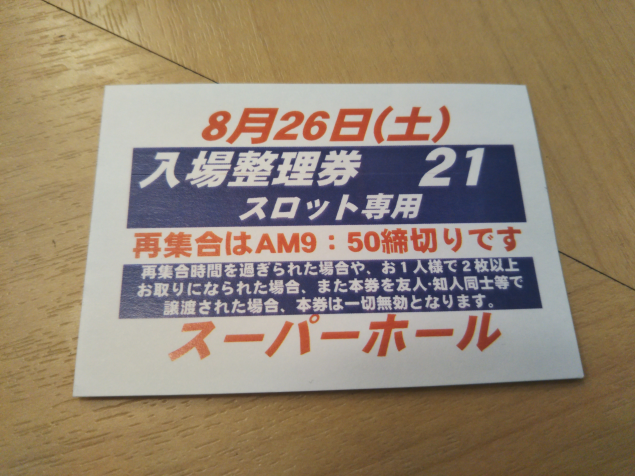 8月26日(土)
入場整理券 21
スロット専用
再集合はAM9:50締切りです
再集合時間を過ぎられた場合や、お1人様で2枚以上
お取りになられた場合、また本券を友人・知人同士等で
譲渡された場合、本券は一切無効となります。
スーパーホール